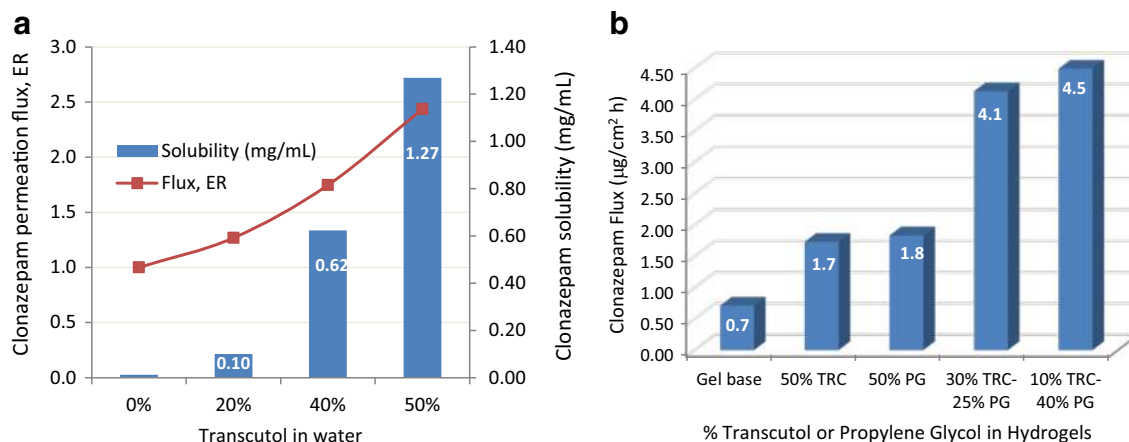 a
Clonazepam permeation flux, ER
3.0
2.5
2.0
1.5
1.0
0.5
0.0
Solubility (mg/mL)
Flux, ER
0.10
0.62
1.27
1.40
1.20
1.00
0.80
0.60
0.40
0.20
0.00
Clonazepam solubility (mg/mL)
0% 20% 40% 50%
Transcutol in water
b
Clonazepam Flux (µg/cm² h)
4.50
4.00
3.50
3.00
2.50
2.00
1.50
1.00
0.50
0.00
0.7
1.7
1.8
4.1
4.5
Gel base 50% TRC 50% PG 30% TRC- 10% TRC-
25% PG 40% PG
% Transcutol or Propylene Glycol in Hydrogels